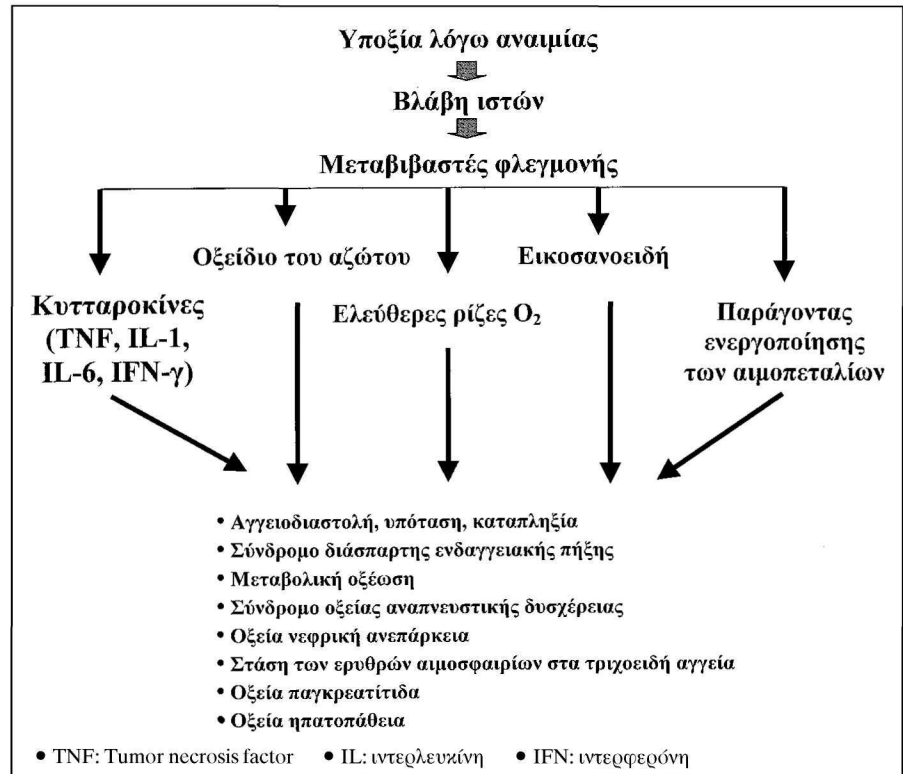 Υποξία λόγω αναιμίας
Βλάβη ιστών
Μεταβιβαστές φλεγμονής
Οξείδιο του αζώτου
Εικοσανοειδή
Κυτταροκίνες
(TNF, IL-1,
IL-6, IFN-γ)
Ελεύθερες ρίζες O₂
Παράγοντας
ενεργοποίησης
των αιμοπεταλίων
• Αγγειοδιαστολή, υπόταση, καταπληξία
• Σύνδρομο διάσπαρτης ενδαγγειακής πήξης
• Μεταβολική οξέωση
• Σύνδρομο οξείας αναπνευστικής δυσχέρειας
• Οξεία νεφρική ανεπάρκεια
• Στάση των ερυθρών αιμοσφαιρίων στα τριχοειδή αγγεία
• Οξεία παγκρεατίτιδα
• Οξεία ηπατοπάθεια
• TNF: Tumor necrosis factor • IL: ιντερλευκίνη • IFN: ιντερφερόνη